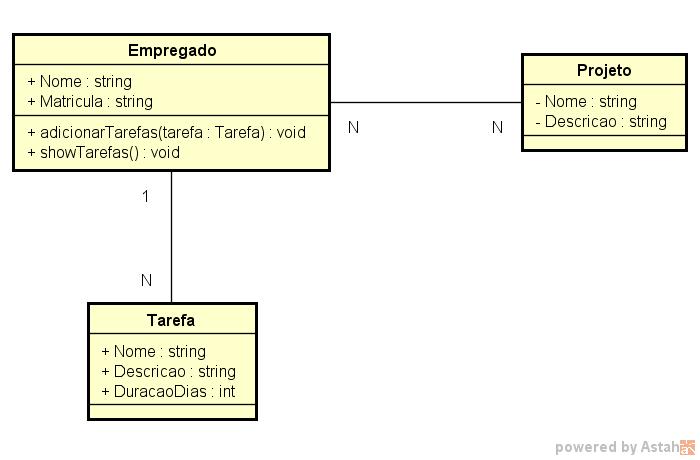 Empregado
+ Nome : string
+ Matricula : string
+ adicionarTarefas(tarefa : Tarefa) : void
+ showTarefas() : void
Projeto
- Nome : string
- Descricao : string
N
N
1
N
Tarefa
+ Nome : string
+ Descricao : string
+ DuracaoDias : int
powered by Astah